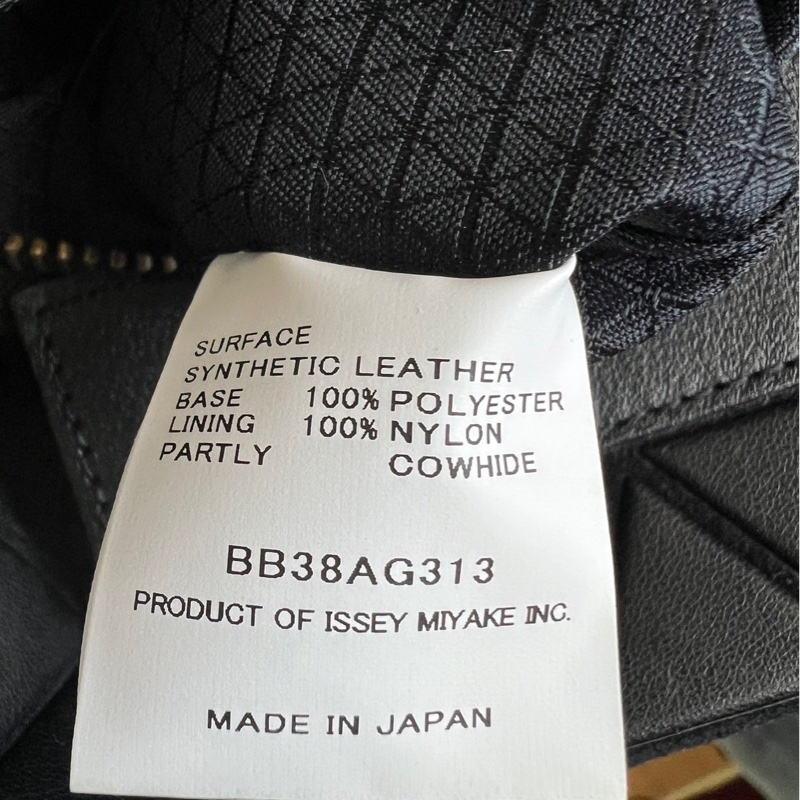 SURFACE
SYNTHETIC LEATHER
BASE 100% POLYESTER
LINING 100% NYLON
PARTLY COWHIDE
BB38AG313
PRODUCT OF ISSEY MIYAKE INC.
MADE IN JAPAN